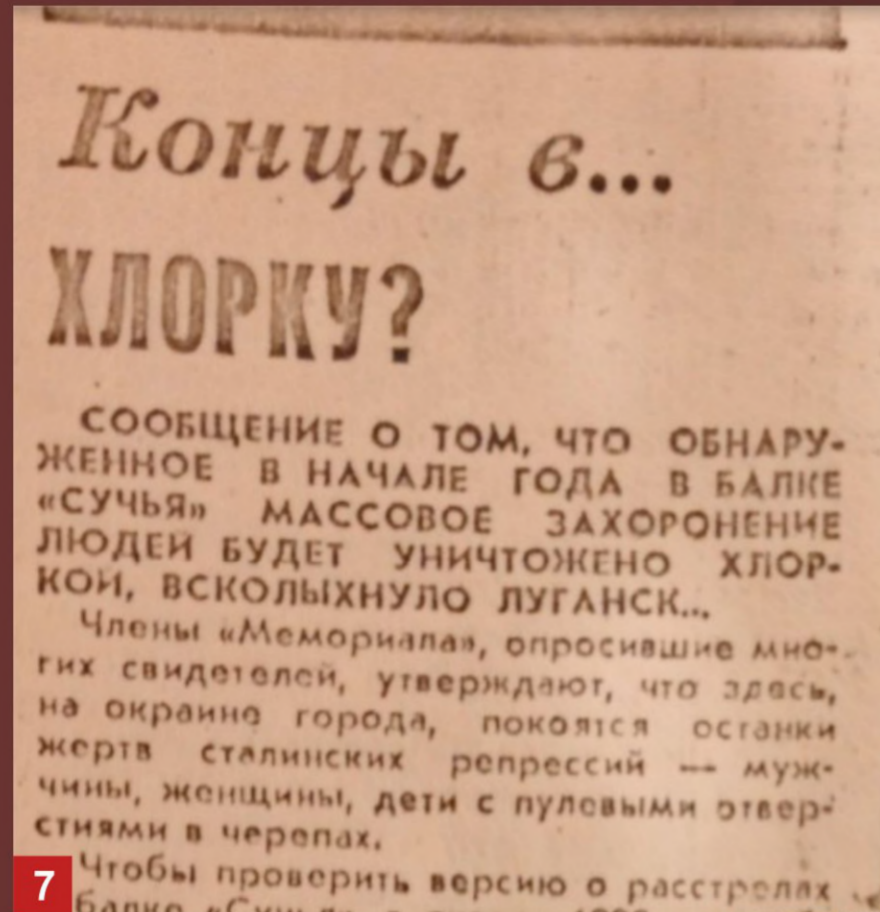 Концы в...
ХЛОРКУ?
СООБЩЕНИЕ О ТОМ, ЧТО ОБНАРУ-
ЖЕННОЕ В НАЧАЛЕ ГОДА В БАЛКЕ
«СУЧЬЯ» МАССОВОЕ ЗАХОРОНЕНИЕ
ЛЮДЕЙ БУДЕТ УНИЧТОЖЕНО ХЛОР-
КОЙ, ВСКОЛЫХНУЛО ЛУГАНСК...
Члены «Мемориала», опросившие мно-
гих свидетелей, утверждают, что здесь,
на окраине города, покоятся останки
жертв сталинских репрессий — муж-
чины, женщины, дети с пулевыми отвер-
стиями в черепах.
Чтобы проверить версию о расстрелах
7